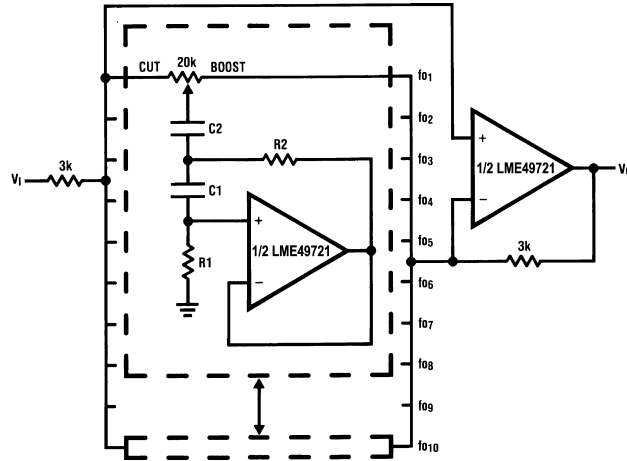 20k
CUT
BOOST
fo1
C2
fo2
R2
fo3
1/2 LME49721
+
−
3k
VI
C1
fo4
+
1/2 LME49721
−
R1
fo5
3k
fo6
fo7
fo8
fo9
fo10